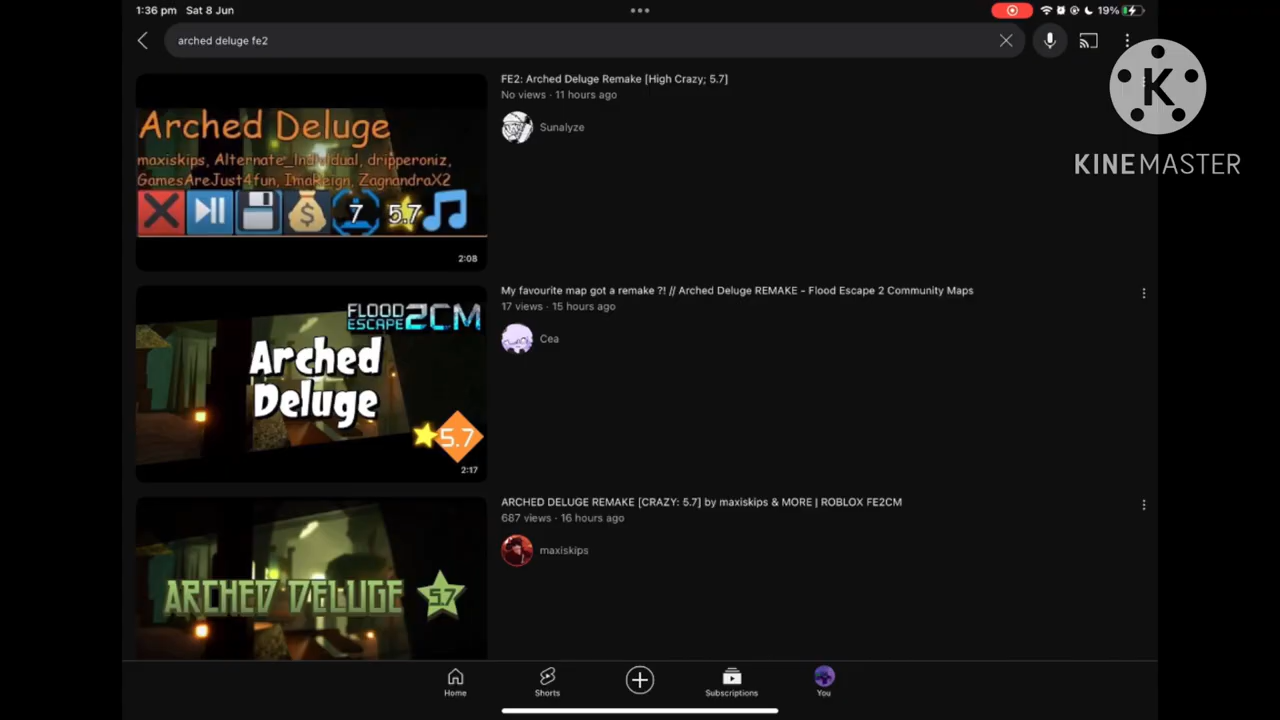 1:36 pm Sat 8 Jun
19%
arched deluge fe2
KINEMASTER
K
Arched Deluge
maxiskips, Alternate_Individual, dripperoniz,
GamesAreJust4fun, ImaReign, ZagnandraX2
7 5.7
2:08
FE2: Arched Deluge Remake [High Crazy; 5.7]
No views · 11 hours ago
Sunalyze
FLOOD
ESCAPE 2CM
Arched
Deluge
5.7
2:17
My favourite map got a remake ?! // Arched Deluge REMAKE - Flood Escape 2 Community Maps
17 views · 15 hours ago
Cea
ARCHED DELUGE 5.7
ARCHED DELUGE REMAKE [CRAZY: 5.7] by maxiskips & MORE | ROBLOX FE2CM
687 views · 16 hours ago
maxiskips
Home
Shorts
Subscriptions
You